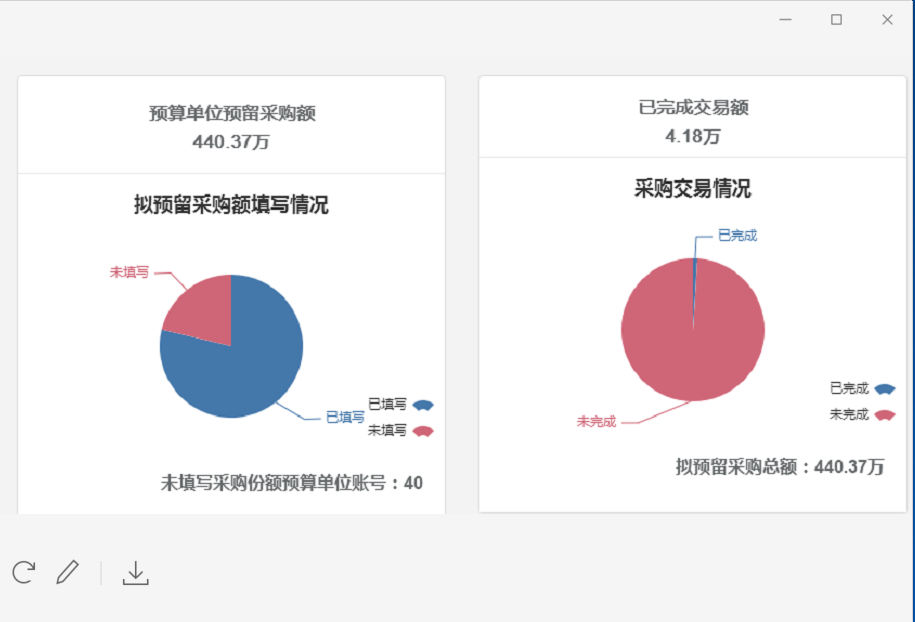 预算单位预留采购额
440.37万
拟预留采购额填写情况
未填写
已填写
已填写
未填写
未填写采购份额预算单位账号：40
已完成交易额
4.18万
采购交易情况
已完成
已完成
未完成
未完成
拟预留采购总额：440.37万